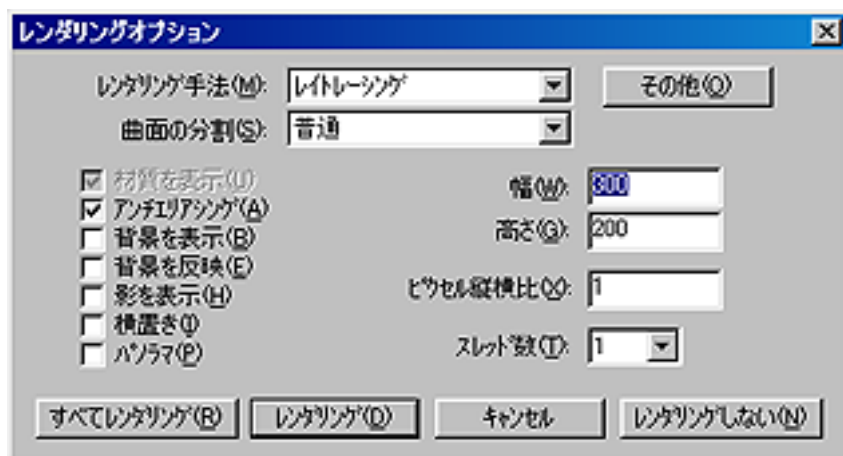 レンダリングオプション
ﾚﾝﾀﾞﾘﾝｸﾞ手法(M): ﾚｲﾄﾚｰｼﾝｸﾞ その他(O)
曲面の分割(S): 普通
材質を表示(U)
ｱﾝﾁｴﾘｱｼﾝｸﾞ(A)
背景を表示(B)
背景を反映(E)
影を表示(H)
横置き(I)
ﾊﾟﾉﾗﾏ(P)
幅(W): 300
高さ(G): 200
ﾋﾟｸｾﾙ縦横比(X): 1
ｽﾚｯﾄﾞ数(T): 1
すべてﾚﾝﾀﾞﾘﾝｸﾞ(R) ﾚﾝﾀﾞﾘﾝｸﾞ(D) ｷｬﾝｾﾙ ﾚﾝﾀﾞﾘﾝｸﾞしない(N)